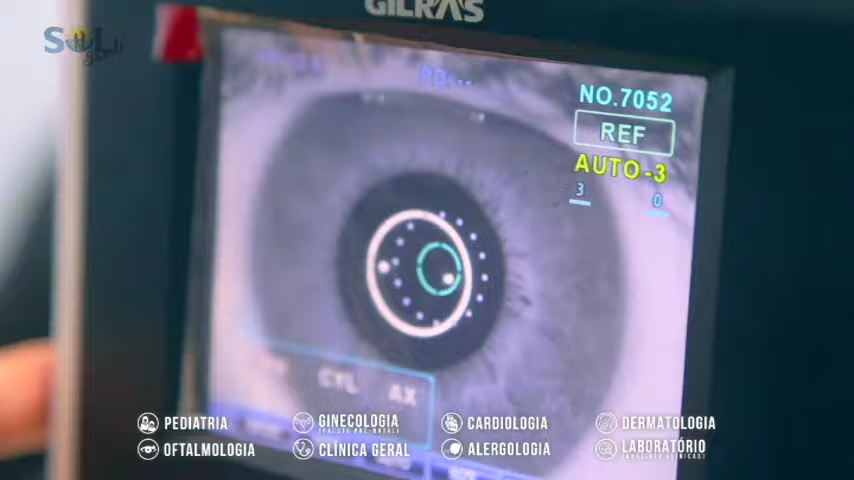 GILRAS
SOL
NO.7052
REF
AUTO-3
3 0
CYL AX
PEDIATRIA
GINECOLOGIA
CARDIOLOGIA
DERMATOLOGIA
OFTALMOLOGIA
CLÍNICA GERAL
ALERGOLOGIA
LABORATÓRIO